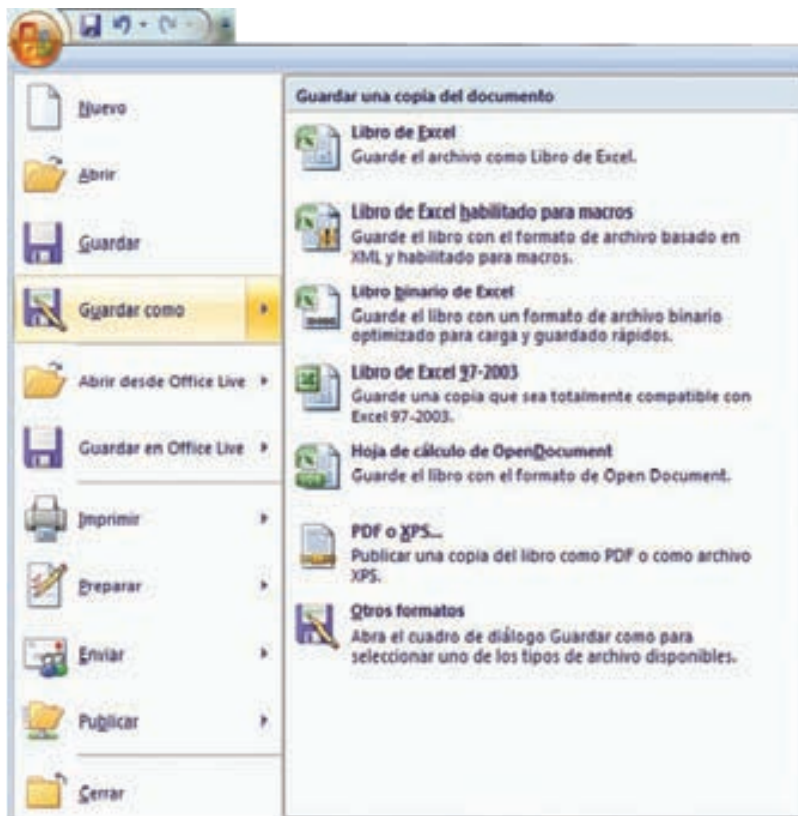 Nuevo
Abrir
Guardar
Guardar como
Abrir desde Office Live
Guardar en Office Live
Imprimir
Preparar
Enviar
Publicar
Cerrar
Guardar una copia del documento
Libro de Excel
Guarde el archivo como Libro de Excel.
Libro de Excel habilitado para macros
Guarde el libro con el formato de archivo basado en
XML y habilitado para macros.
Libro binario de Excel
Guarde el libro con un formato de archivo binario
optimizado para carga y guardado rápidos.
Libro de Excel 97-2003
Guarde una copia que sea totalmente compatible con
Excel 97-2003.
Hoja de cálculo de OpenDocument
Guarde el libro con el formato de Open Document.
PDF o XPS...
Publicar una copia del libro como PDF o como archivo
XPS.
Otros formatos
Abra el cuadro de diálogo Guardar como para
seleccionar uno de los tipos de archivo disponibles.